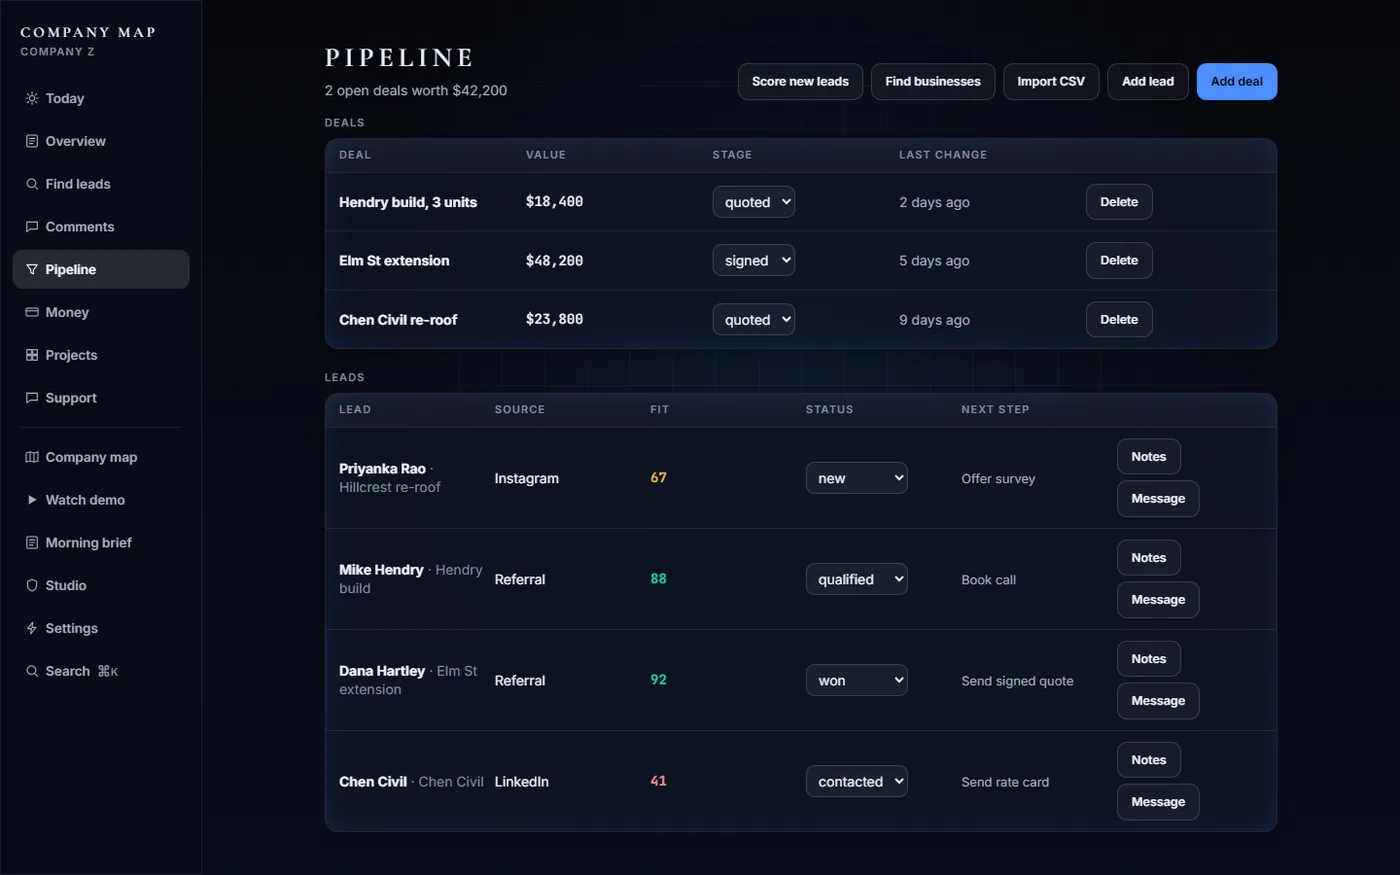 COMPANY MAP
COMPANY Z
Today
Overview
Find leads
Comments
Pipeline
Money
Projects
Support
Company map
Watch demo
Morning brief
Studio
Settings
Search ⌘K
PIPELINE
2 open deals worth $42,200
Score new leads
Find businesses
Import CSV
Add lead
Add deal
DEALS
DEAL VALUE STAGE LAST CHANGE
Hendry build, 3 units $18,400 quoted 2 days ago Delete
Elm St extension $48,200 signed 5 days ago Delete
Chen Civil re-roof $23,800 quoted 9 days ago Delete
LEADS
LEAD SOURCE FIT STATUS NEXT STEP
Priyanka Rao ·
Hillcrest re-roof
Instagram 67 new Offer survey
Notes
Message
Mike Hendry · Hendry
build
Referral 88 qualified Book call
Notes
Message
Dana Hartley · Elm St
extension
Referral 92 won Send signed quote
Notes
Message
Chen Civil · Chen Civil LinkedIn 41 contacted Send rate card
Notes
Message